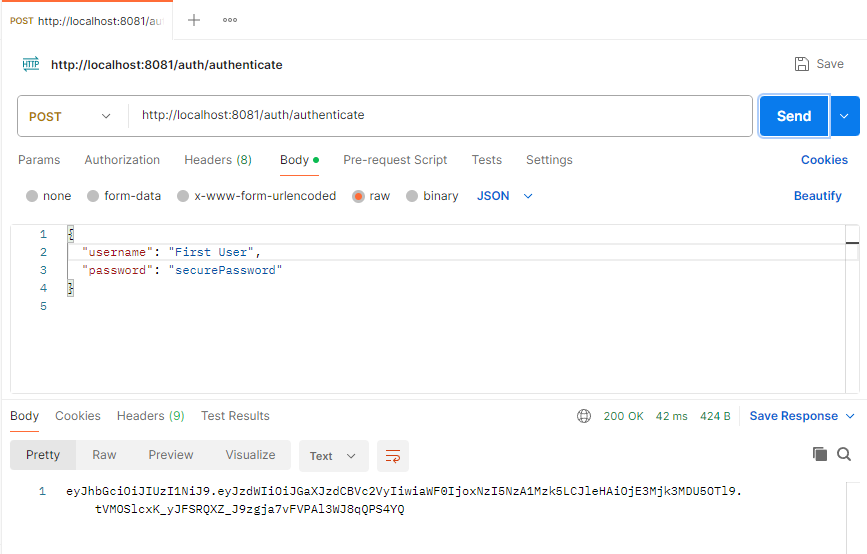 POST http://localhost:8081/au
http://localhost:8081/auth/authenticate
Save
POST http://localhost:8081/auth/authenticate Send
Params Authorization Headers (8) Body Pre-request Script Tests Settings Cookies
none form-data x-www-form-urlencoded raw binary JSON Beautify
1 {
2 "username": "First User",
3 "password": "securePassword"
4 }
5
Body Cookies Headers (9) Test Results 200 OK 42 ms 424 B Save Response
Pretty Raw Preview Visualize Text
1 eyJhbGciOiJIUzI1NiJ9.eyJzdWIiOiJGaXJzdCBVc2VyIiwiaWF0IjoxNzI5NzA1Mzk5LCJleHAiOjE3Mjk3MDU5OTl9.
tVMOSlcxK_yJFSRQXZ_J9zgja7vFVPAl3WJ8qQPS4YQ